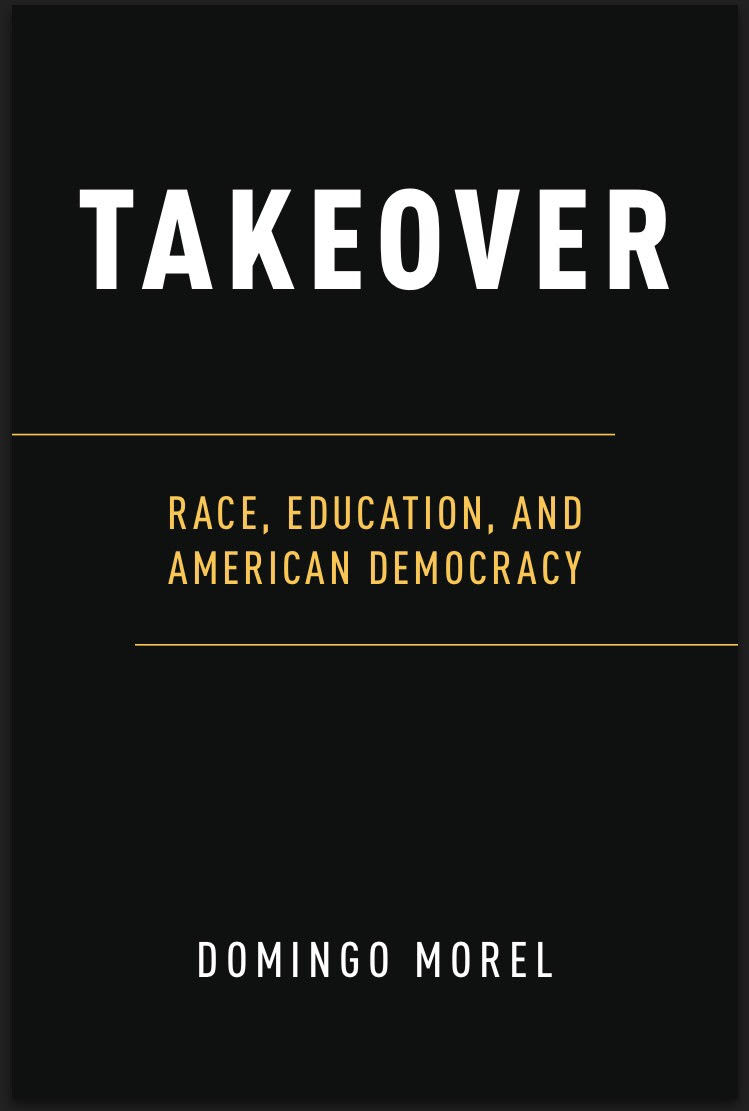 TAKEOVER
RACE, EDUCATION, AND
AMERICAN DEMOCRACY
DOMINGO MOREL